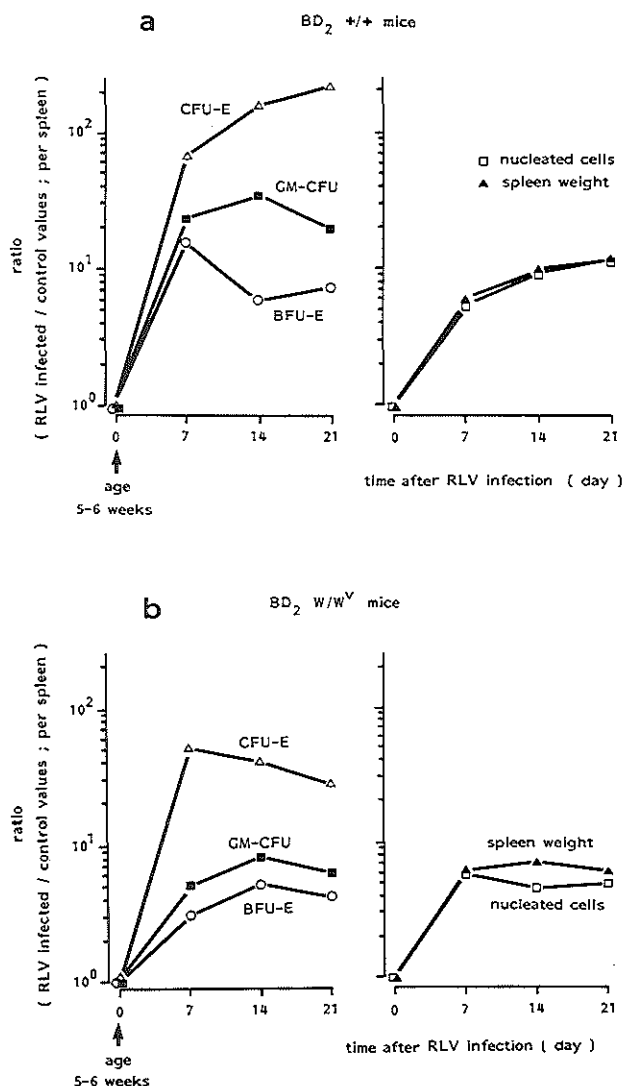 a
BD₂ +/+ mice
ratio
( RLV infected / control values ; per spleen )
10²
10¹
10⁰
CFU-E
GM-CFU
BFU-E
0 7 14 21
age
5-6 weeks
□ nucleated cells
▲ spleen weight
0 7 14 21
time after RLV infection ( day )
b
BD₂ W/Wᵛ mice
ratio
( RLV infected / control values ; per spleen )
10²
10¹
10⁰
CFU-E
GM-CFU
BFU-E
0 7 14 21
age
5-6 weeks
spleen weight
nucleated cells
0 7 14 21
time after RLV infection ( day )